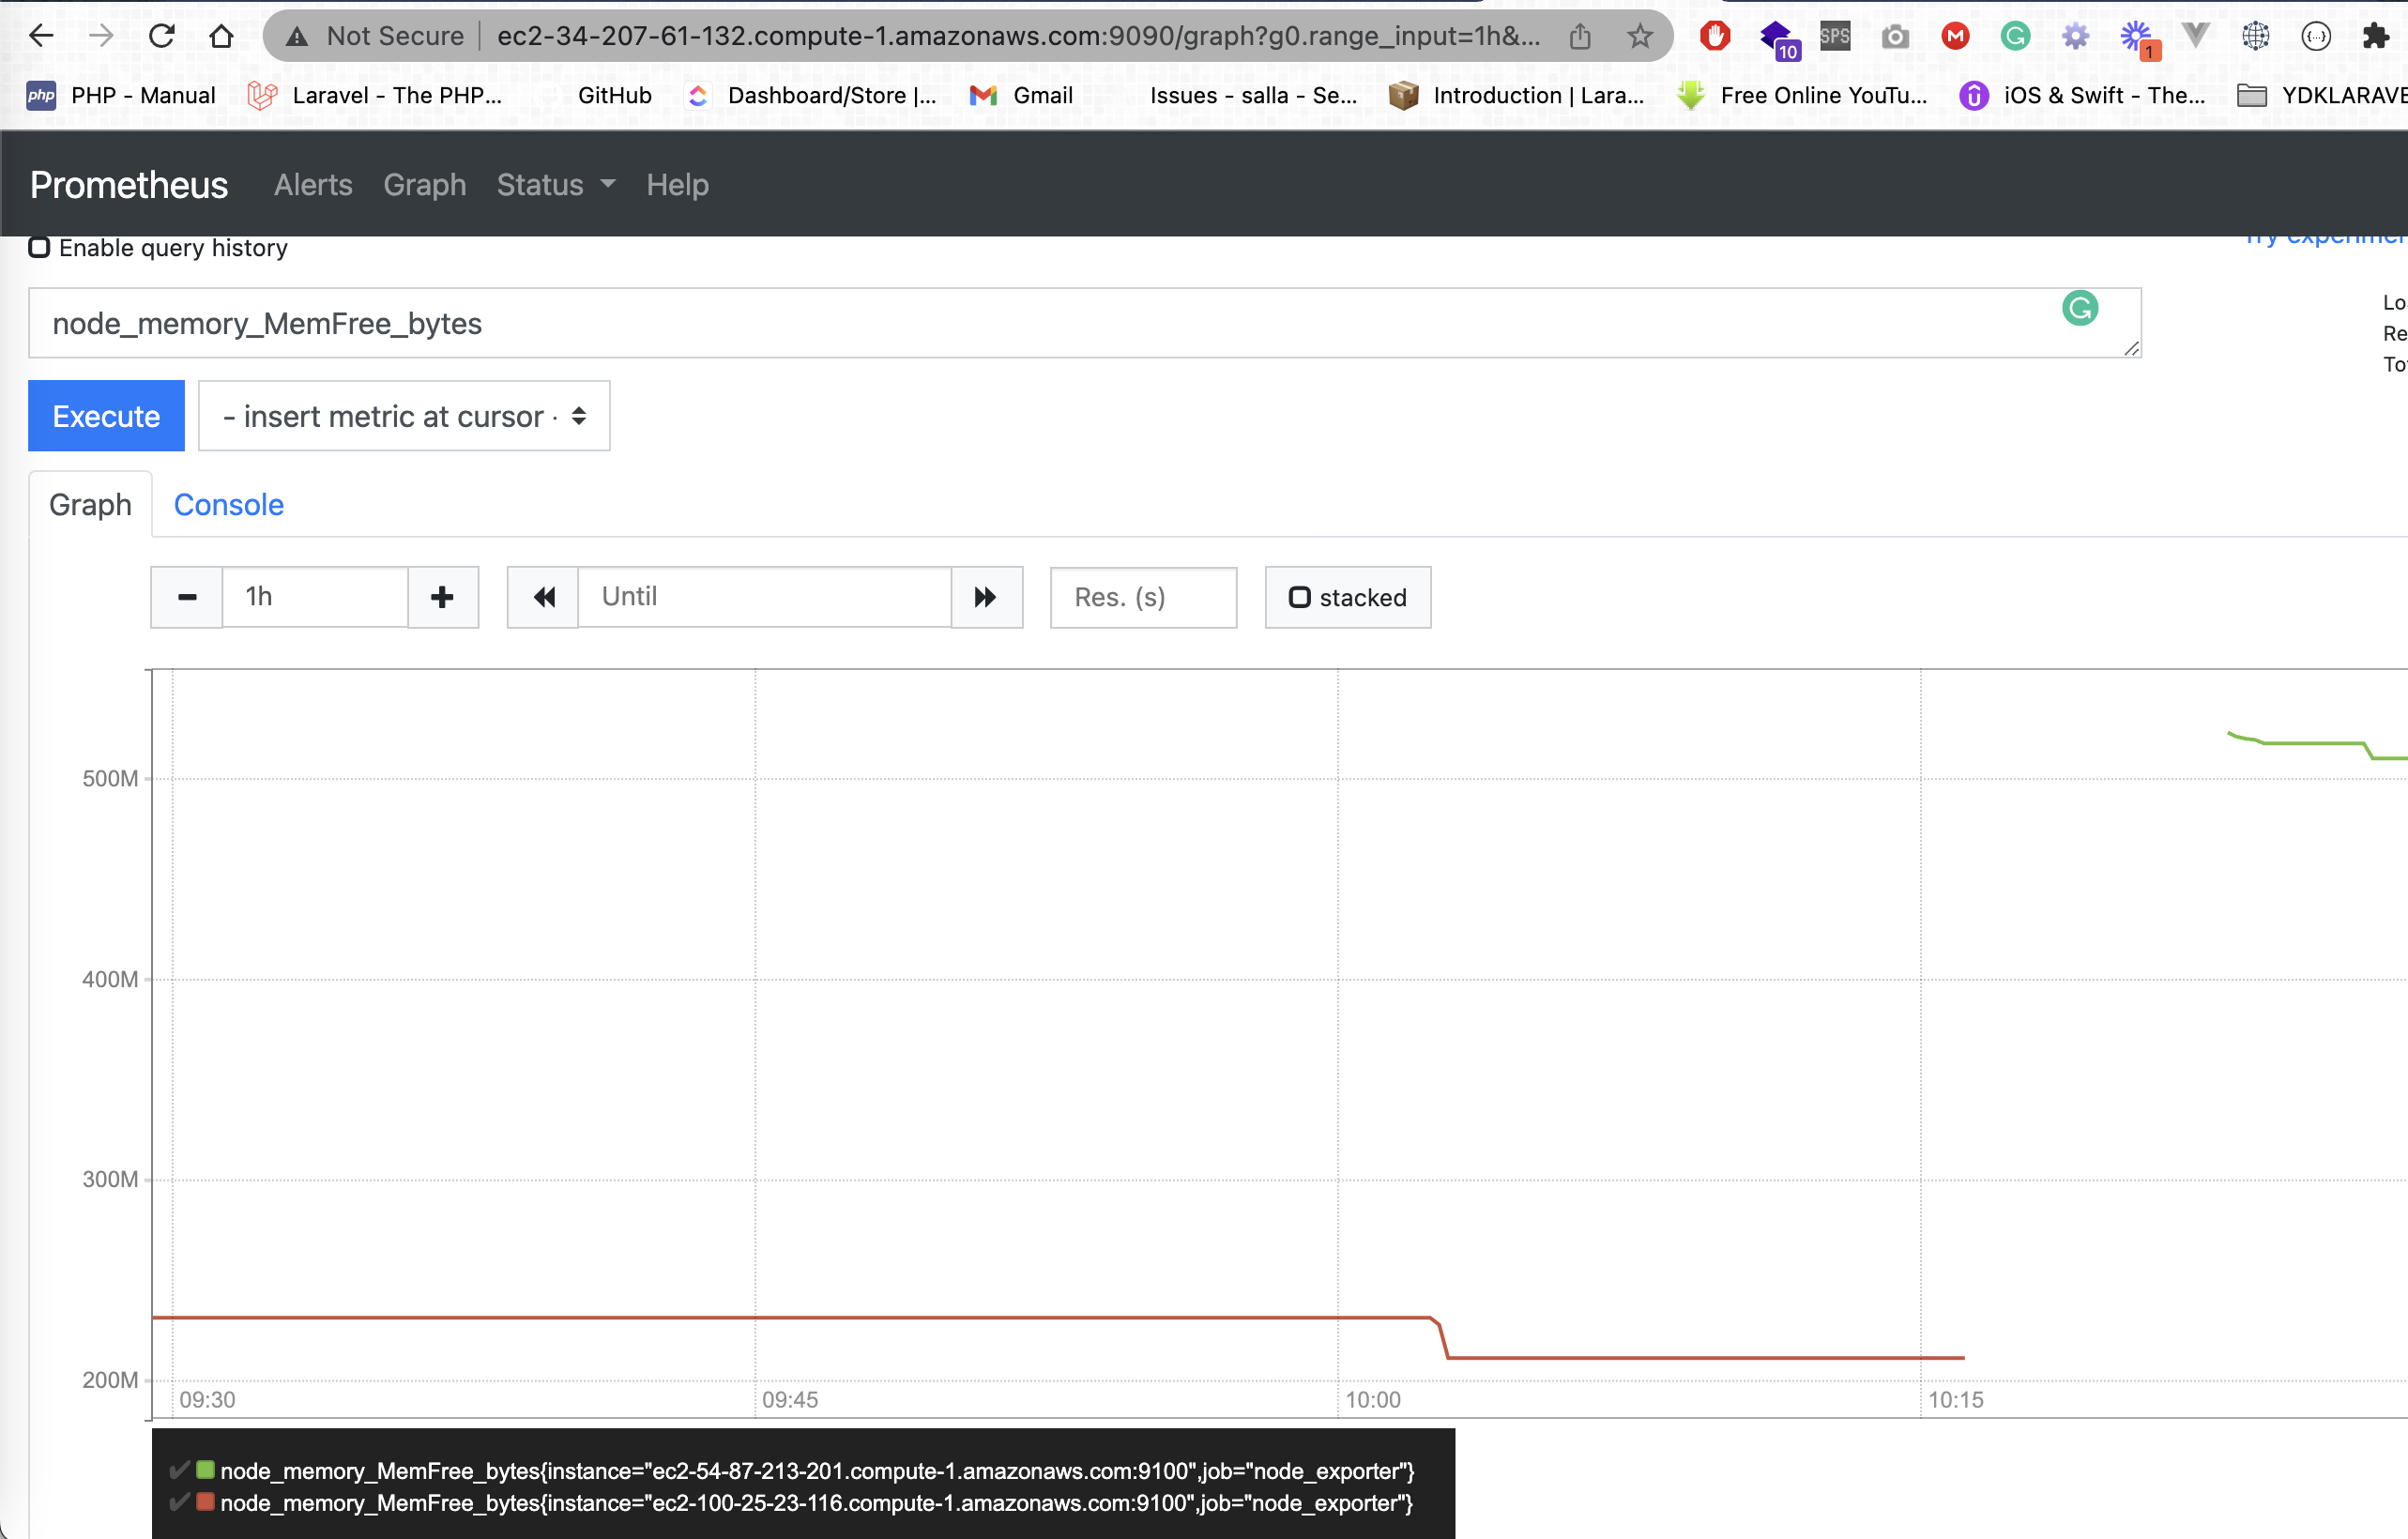 Not Secure | ec2-34-207-61-132.compute-1.amazonaws.com:9090/graph?g0.range_input=1h&...
SPS
10
1
php PHP - Manual
Laravel - The PHP...
GitHub
Dashboard/Store |...
Gmail
Issues - salla - Se...
Introduction | Lara...
Free Online YouTu...
iOS & Swift - The...
YDKLARAVE
Prometheus
Alerts
Graph
Status
Help
Enable query history
Try experimen
node_memory_MemFree_bytes
Lo
Re
To
Execute
- insert metric at cursor -
Graph
Console
1h
Until
Res. (s)
stacked
500M
400M
300M
200M
09:30
09:45
10:00
10:15
node_memory_MemFree_bytes{instance="ec2-54-87-213-201.compute-1.amazonaws.com:9100",job="node_exporter"}
node_memory_MemFree_bytes{instance="ec2-100-25-23-116.compute-1.amazonaws.com:9100",job="node_exporter"}